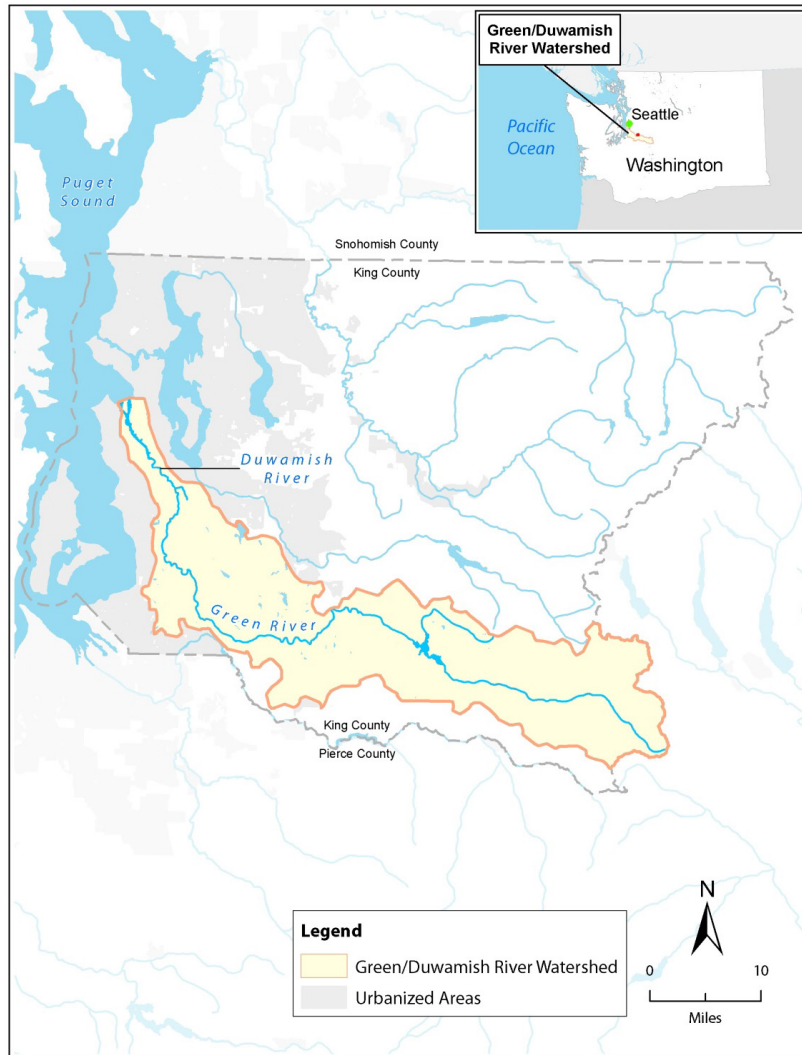 Green/Duwamish
River Watershed
Seattle
Pacific
Ocean
Washington
Puget
Sound
Snohomish County
King County
Duwamish
River
Green River
King County
Pierce County
N
Legend
Green/Duwamish River Watershed
Urbanized Areas
0 10
Miles